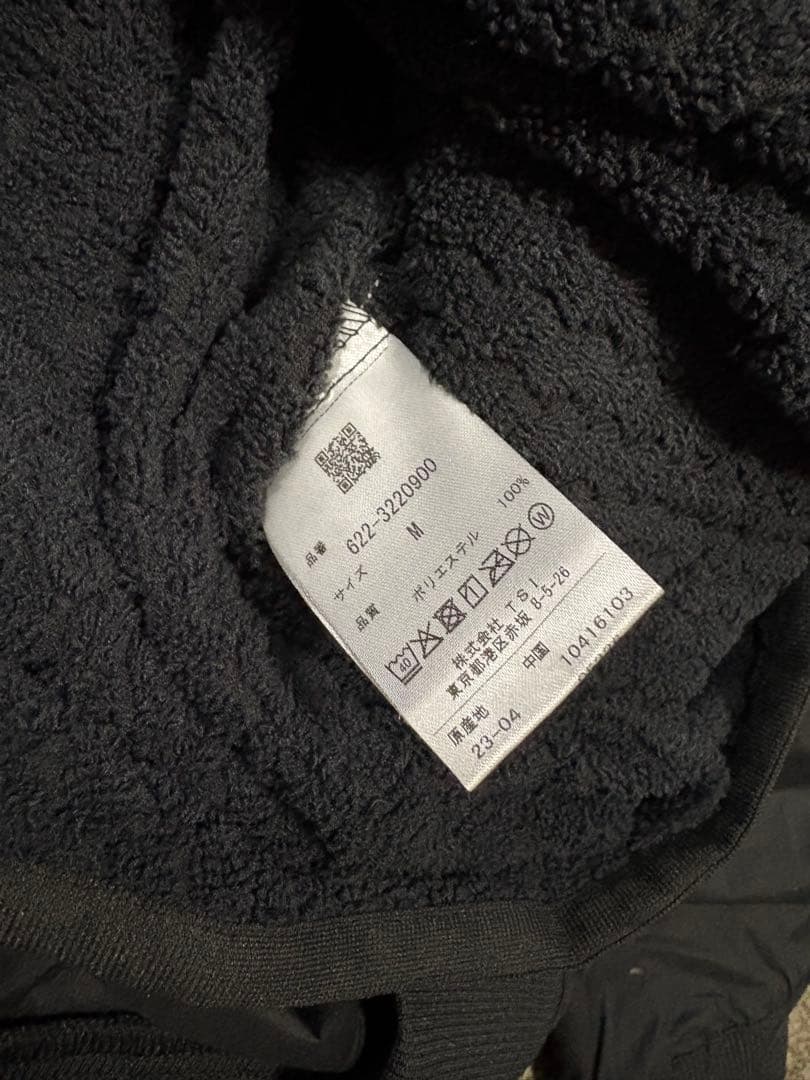 品番 622-3220900
サイズ M
品質 ポリエステル 100%
40 W
株式会社 TSI
東京都港区赤坂 8-5-26
原産地 中国
23-04 10416103